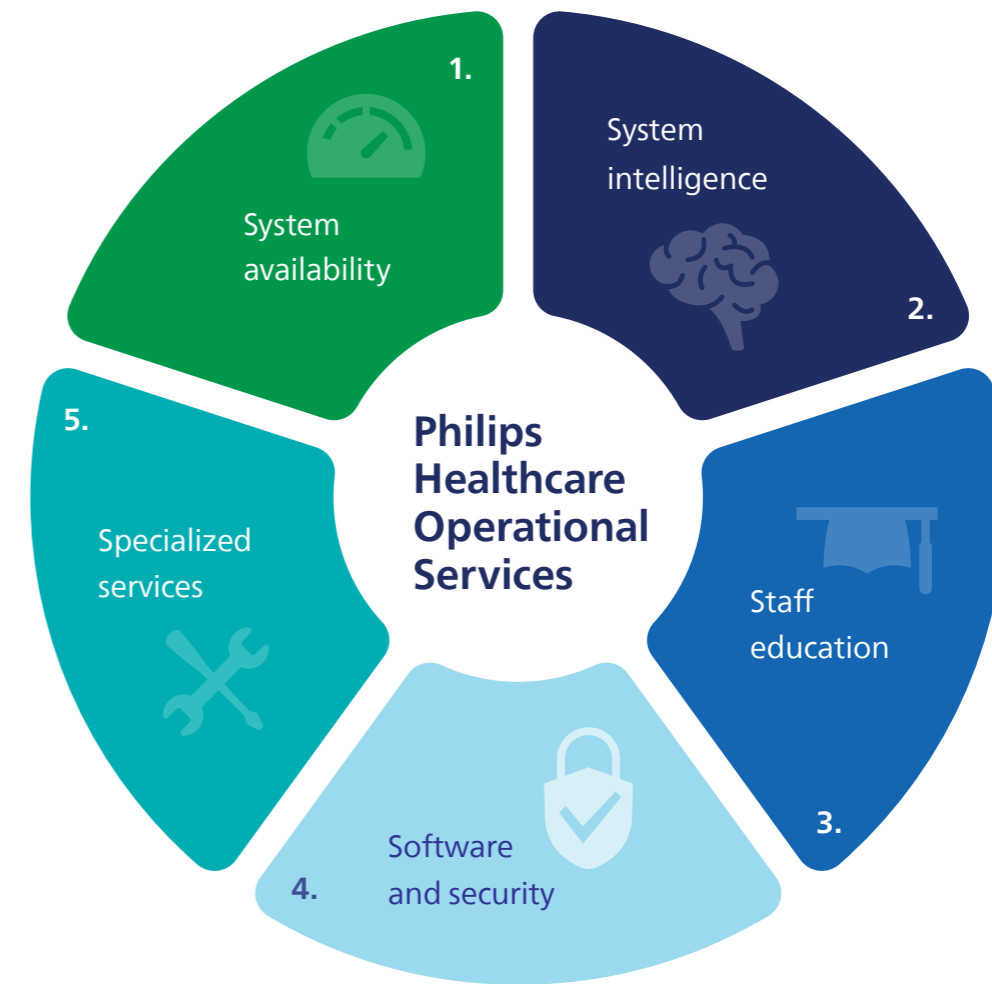 1.
System
availability
System
intelligence
2.
Staff
education
3.
Software
and security
4.
5.
Specialized
services
Philips
Healthcare
Operational
Services